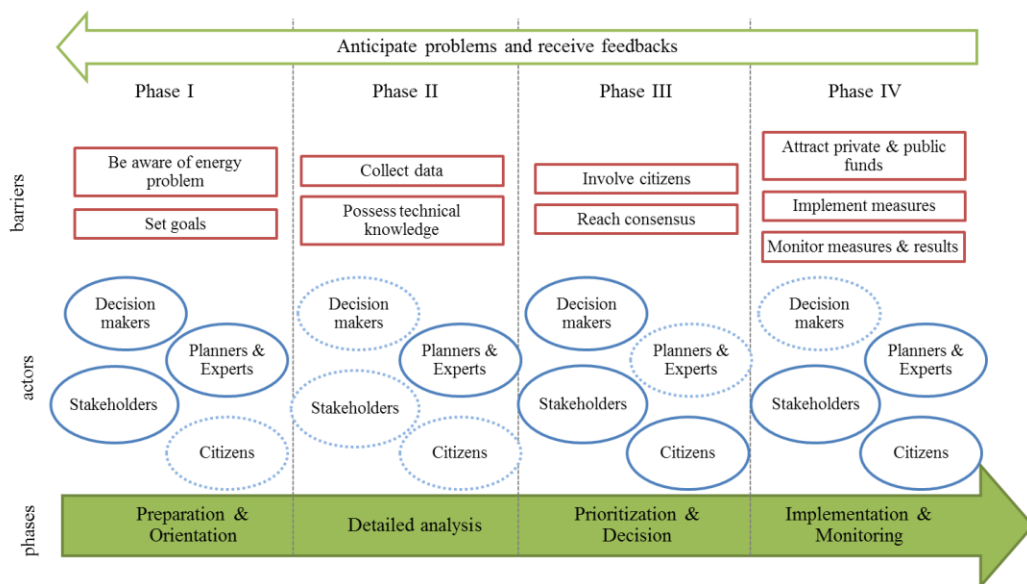 Anticipate problems and receive feedbacks
Phase I
Phase II
Phase III
Phase IV
barriers
Be aware of energy
problem
Set goals
Collect data
Possess technical
knowledge
Involve citizens
Reach consensus
Attract private & public
funds
Implement measures
Monitor measures & results
actors
Decision
makers
Planners &
Experts
Stakeholders
Citizens
Decision
makers
Planners &
Experts
Stakeholders
Citizens
Decision
makers
Planners &
Experts
Stakeholders
Citizens
Decision
makers
Planners &
Experts
Stakeholders
Citizens
phases
Preparation &
Orientation
Detailed analysis
Prioritization &
Decision
Implementation &
Monitoring